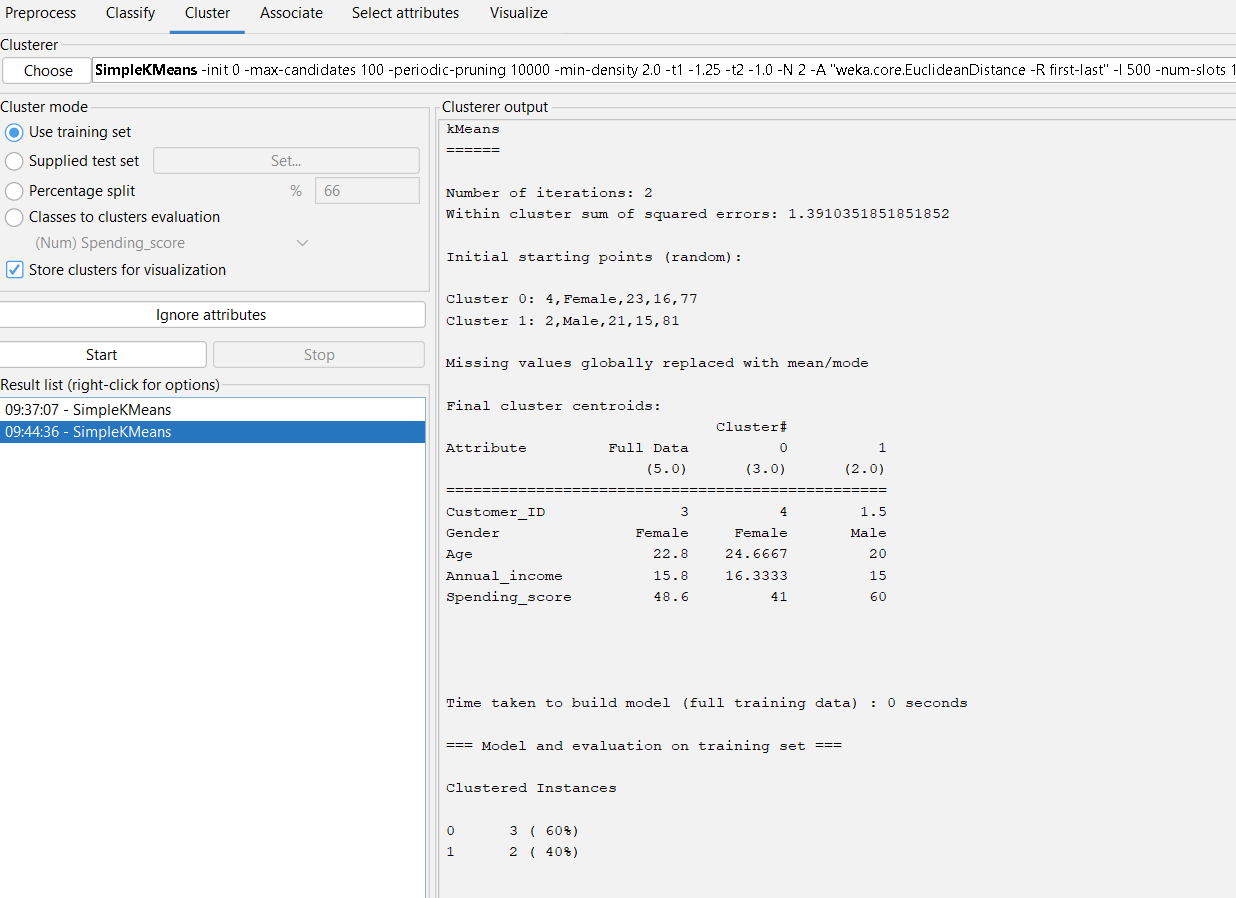 Preprocess Classify Cluster Associate Select attributes Visualize
Clusterer
Choose SimpleKMeans -init 0 -max-candidates 100 -periodic-pruning 10000 -min-density 2.0 -t1 -1.25 -t2 -1.0 -N 2 -A "weka.core.EuclideanDistance -R first-last" -I 500 -num-slots 1
Cluster mode
Use training set
Supplied test set Set...
Percentage split % 66
Classes to clusters evaluation
(Num) Spending_score
Store clusters for visualization
Ignore attributes
Start Stop
Result list (right-click for options)
09:37:07 - SimpleKMeans
09:44:36 - SimpleKMeans
Clusterer output
kMeans
======
Number of iterations: 2
Within cluster sum of squared errors: 1.3910351851851852
Initial starting points (random):
Cluster 0: 4,Female,23,16,77
Cluster 1: 2,Male,21,15,81
Missing values globally replaced with mean/mode
Final cluster centroids:
Cluster#
Attribute Full Data 0 1
(5.0) (3.0) (2.0)
=================================================
Customer_ID 3 4 1.5
Gender Female Female Male
Age 22.8 24.6667 20
Annual_income 15.8 16.3333 15
Spending_score 48.6 41 60
Time taken to build model (full training data) : 0 seconds
=== Model and evaluation on training set ===
Clustered Instances
0 3 ( 60%)
1 2 ( 40%)